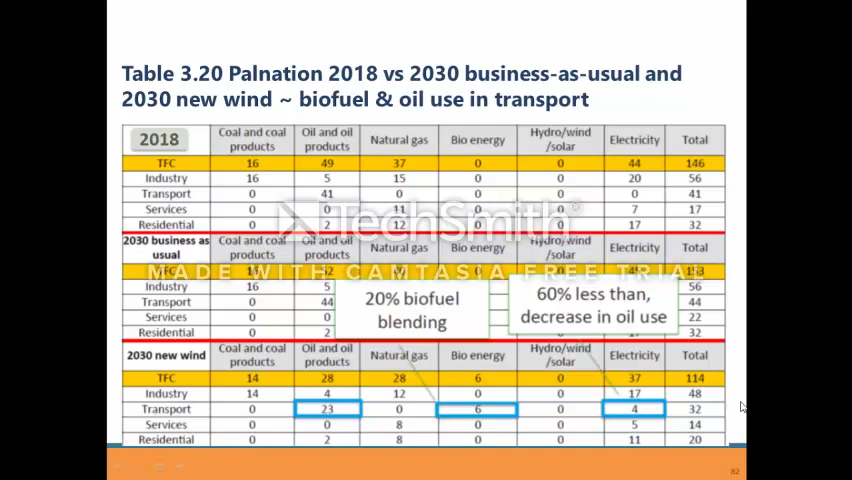 Table 3.20 Palnation 2018 vs 2030 business-as-usual and
2030 new wind ~ biofuel & oil use in transport
2018 Coal and coal products Oil and oil products Natural gas Bio energy Hydro/wind /solar Electricity Total
TFC 16 49 37 0 0 44 146
Industry 16 5 15 0 0 20 56
Transport 0 41 0 0 0 0 41
Services 0 0 11 0 0 7 17
Residential 0 2 12 0 0 17 32
TechSmith®
2030 business as usual Coal and coal products Oil and oil products Natural gas Bio energy Hydro/wind /solar Electricity Total
TFC 52 0 0 153
MADE WITH CAMTASIA FREE TRIAL
Industry 16 5 56
Transport 0 44 44
Services 0 0 22
Residential 0 2 32
20% biofuel
blending
60% less than,
decrease in oil use
2030 new wind Coal and coal products Oil and oil products Natural gas Bio energy Hydro/wind /solar Electricity Total
TFC 14 28 28 6 0 37 114
Industry 14 4 12 0 0 17 48
Transport 0 23 0 6 0 4 32
Services 0 0 8 0 0 5 14
Residential 0 2 8 0 0 11 20
82